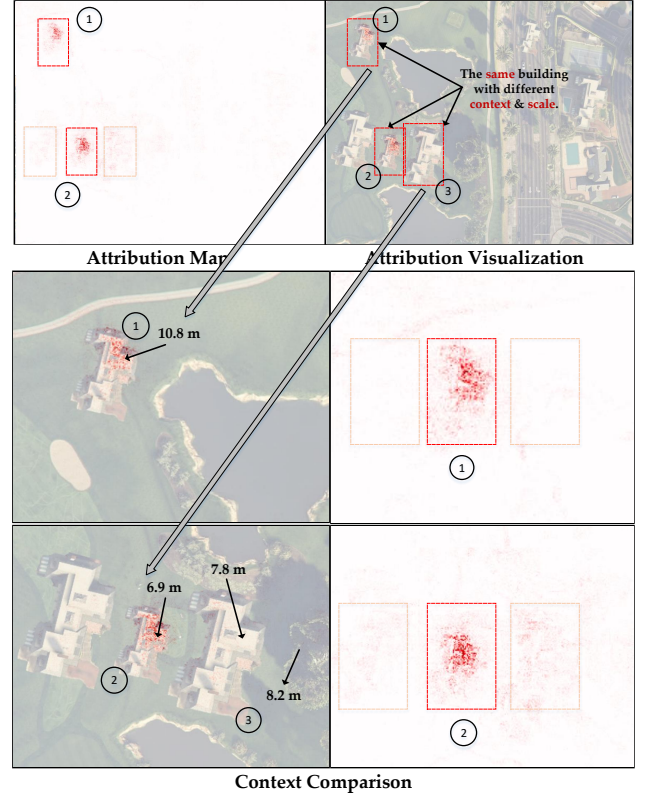 1
1
The same building
with different
context & scale.
2
2
3
Attribution Map
Attribution Visualization
1
10.8 m
1
6.9 m
7.8 m
2
8.2 m
3
2
Context Comparison